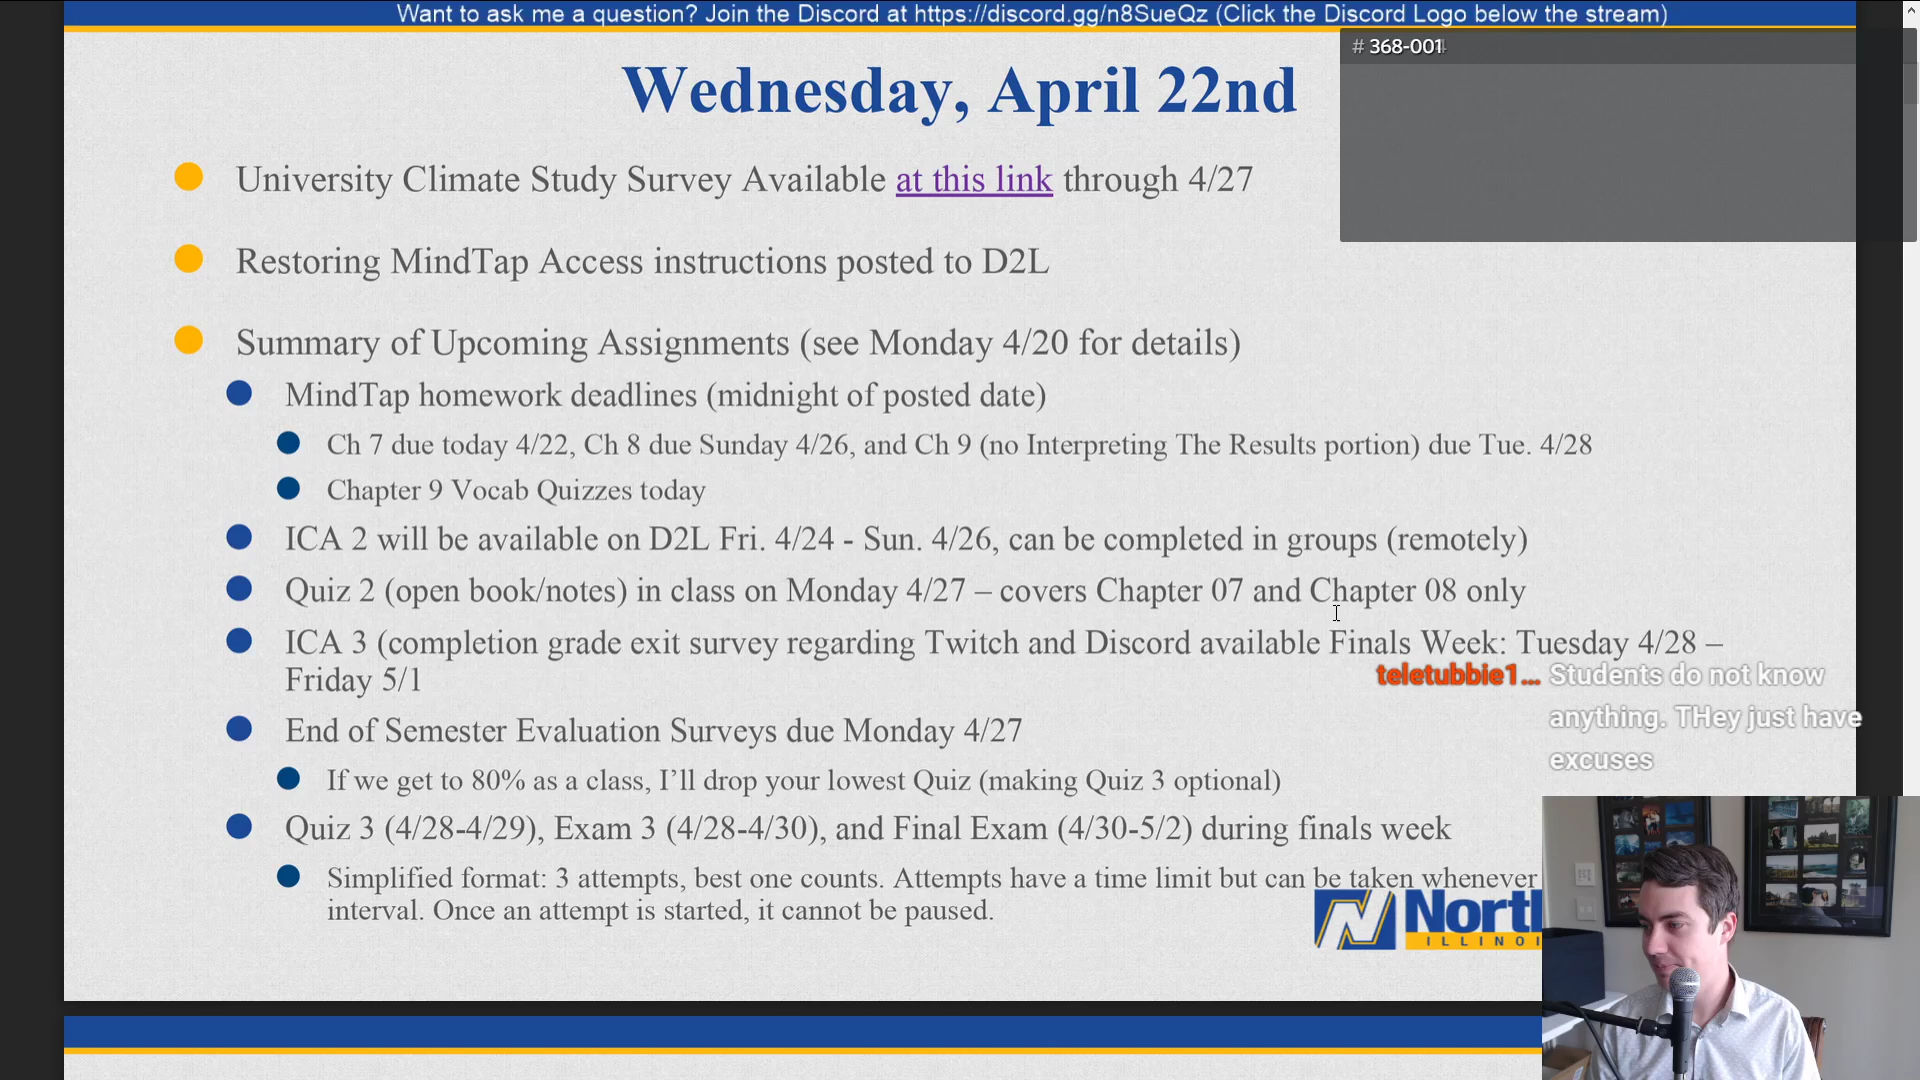 Want to ask me a question? Join the Discord at https://discord.gg/n8SueQz (Click the Discord Logo below the stream)
# 368-001
Wednesday, April 22nd
University Climate Study Survey Available at this link through 4/27
Restoring MindTap Access instructions posted to D2L
Summary of Upcoming Assignments (see Monday 4/20 for details)
MindTap homework deadlines (midnight of posted date)
Ch 7 due today 4/22, Ch 8 due Sunday 4/26, and Ch 9 (no Interpreting The Results portion) due Tue. 4/28
Chapter 9 Vocab Quizzes today
ICA 2 will be available on D2L Fri. 4/24 - Sun. 4/26, can be completed in groups (remotely)
Quiz 2 (open book/notes) in class on Monday 4/27 – covers Chapter 07 and Chapter 08 only
ICA 3 (completion grade exit survey regarding Twitch and Discord available Finals Week: Tuesday 4/28 –
Friday 5/1
teletubbie1... Students do not know
anything. THey just have
excuses
End of Semester Evaluation Surveys due Monday 4/27
If we get to 80% as a class, I’ll drop your lowest Quiz (making Quiz 3 optional)
Quiz 3 (4/28-4/29), Exam 3 (4/28-4/30), and Final Exam (4/30-5/2) during finals week
Simplified format: 3 attempts, best one counts. Attempts have a time limit but can be taken whenever
interval. Once an attempt is started, it cannot be paused.
North
ILLINOI